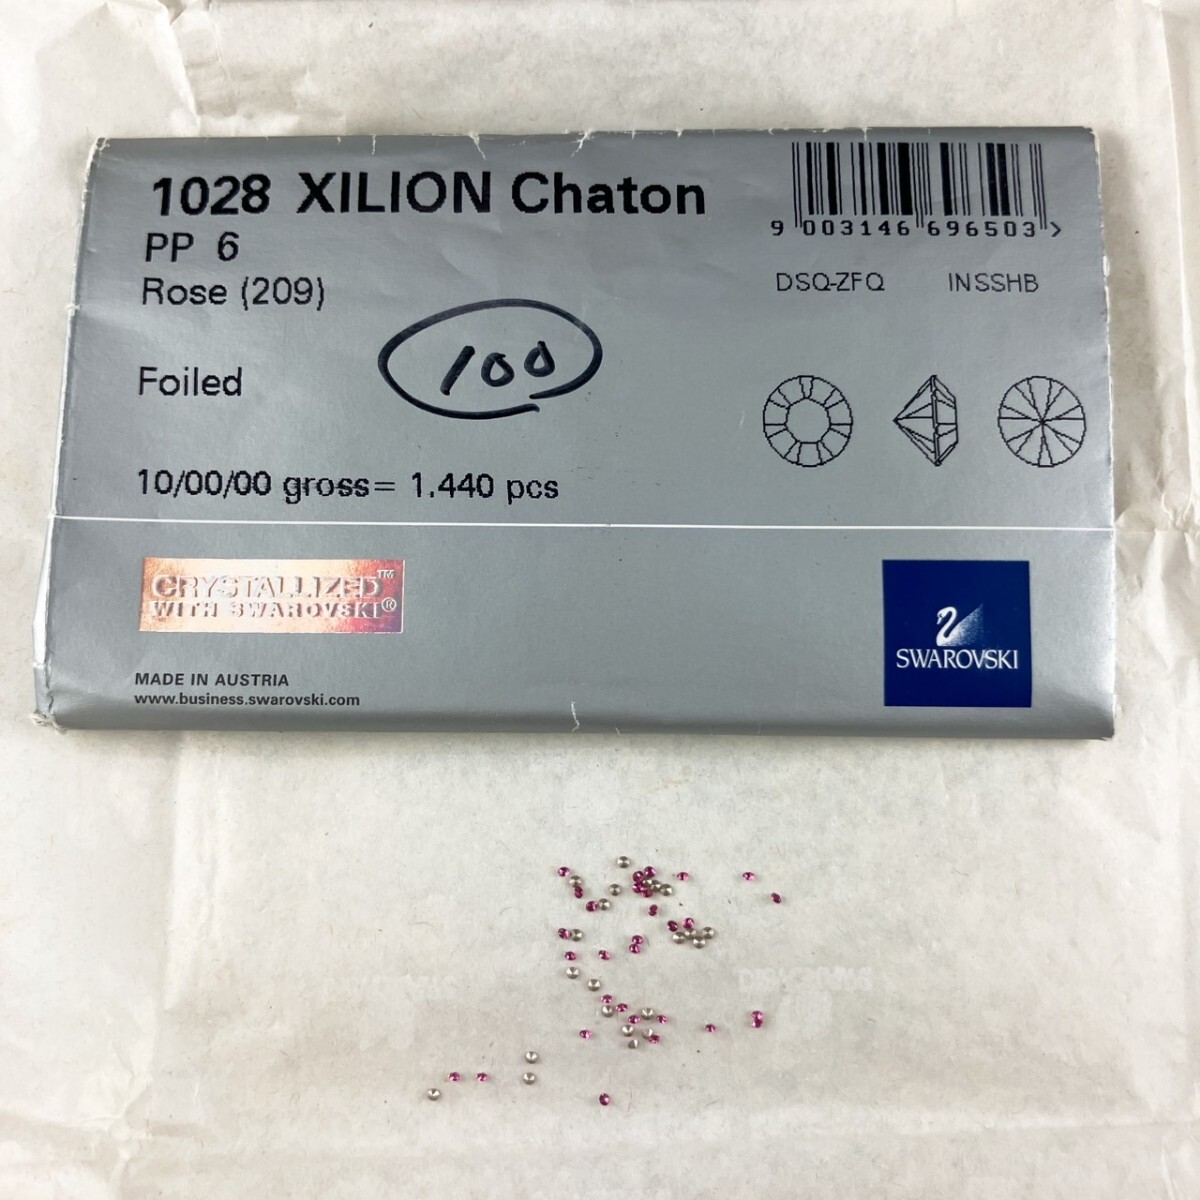 1028 XILION Chaton
PP 6
Rose (209)
100
Foiled
10/00/00 gross= 1.440 pcs
9 003146 696503 >
DSQ-ZFQ INSSHB
CRYSTALLIZED™
WITH SWAROVSKI®
MADE IN AUSTRIA
www.business.swarovski.com
SWAROVSKI